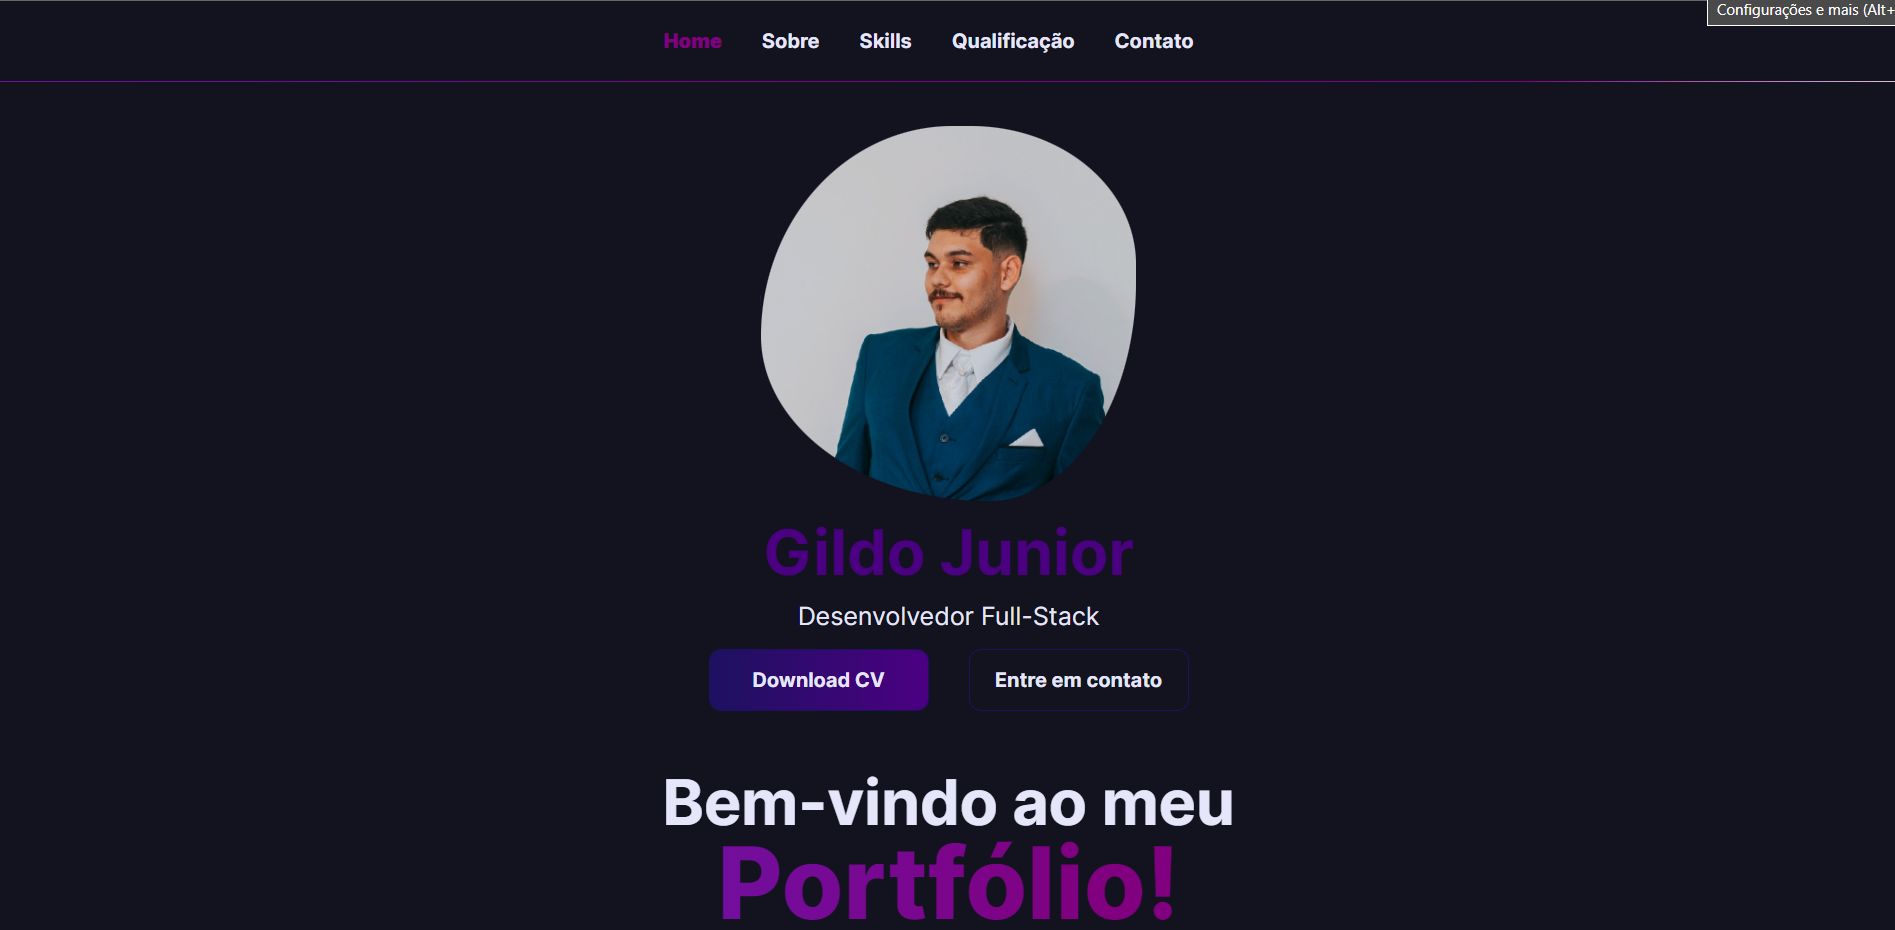 Configurações e mais (Alt+
Home Sobre Skills Qualificação Contato
Gildo Junior
Desenvolvedor Full-Stack
Download CV Entre em contato
Bem-vindo ao meu
Portfólio!